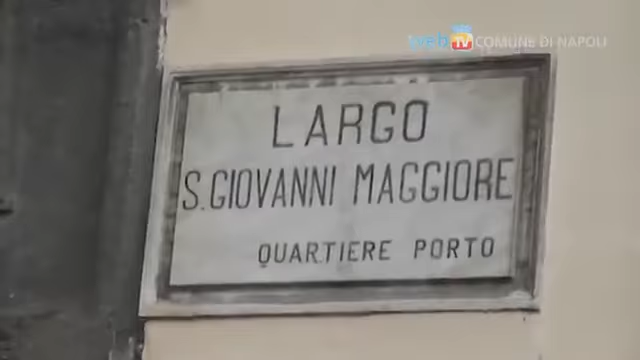 web TV COMUNE DI NAPOLI
LARGO
S. GIOVANNI MAGGIORE
QUARTIERE PORTO